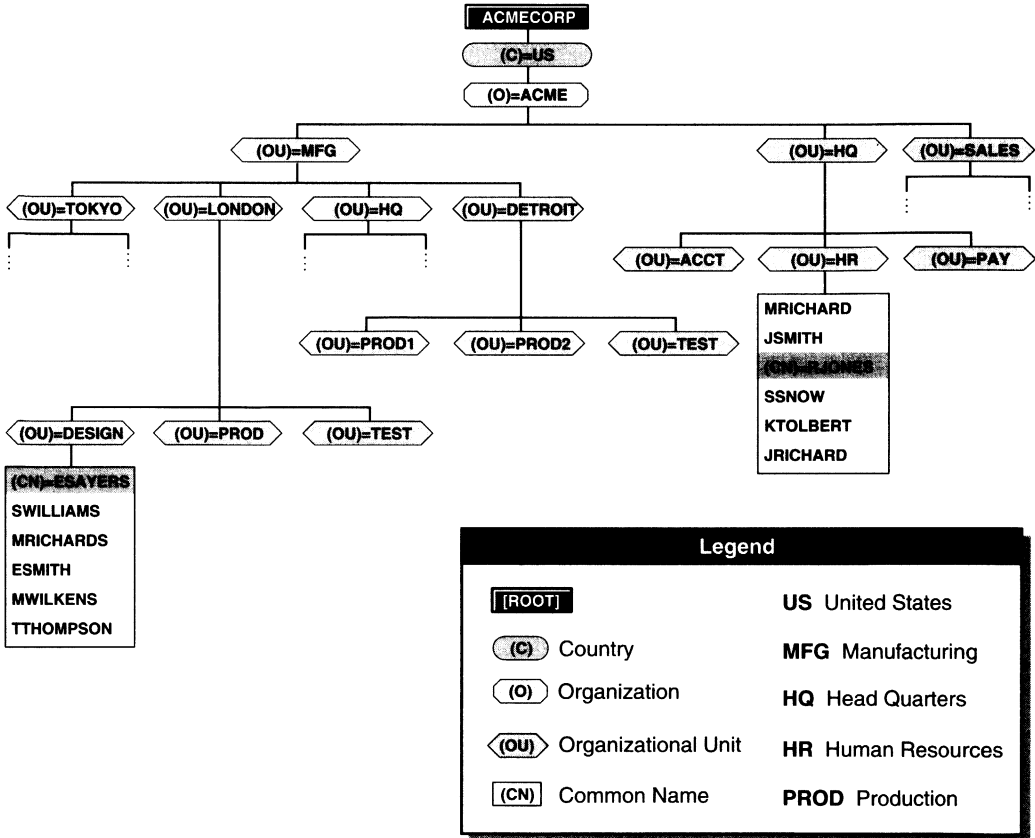 ACMECORP
(C)=US
(O)=ACME
(OU)=MFG
(OU)=HQ
(OU)=SALES
(OU)=TOKYO
(OU)=LONDON
(OU)=HQ
(OU)=DETROIT
(OU)=ACCT
(OU)=HR
(OU)=PAY
MRICHARD
JSMITH
(CN)=RJONES
SSNOW
KTOLBERT
JRICHARD
(OU)=PROD1
(OU)=PROD2
(OU)=TEST
(OU)=DESIGN
(OU)=PROD
(OU)=TEST
(CN)=ESAYERS
SWILLIAMS
MRICHARDS
ESMITH
MWILKENS
TTHOMPSON
Legend
[ROOT]
(C) Country
(O) Organization
(OU) Organizational Unit
(CN) Common Name
US United States
MFG Manufacturing
HQ Head Quarters
HR Human Resources
PROD Production